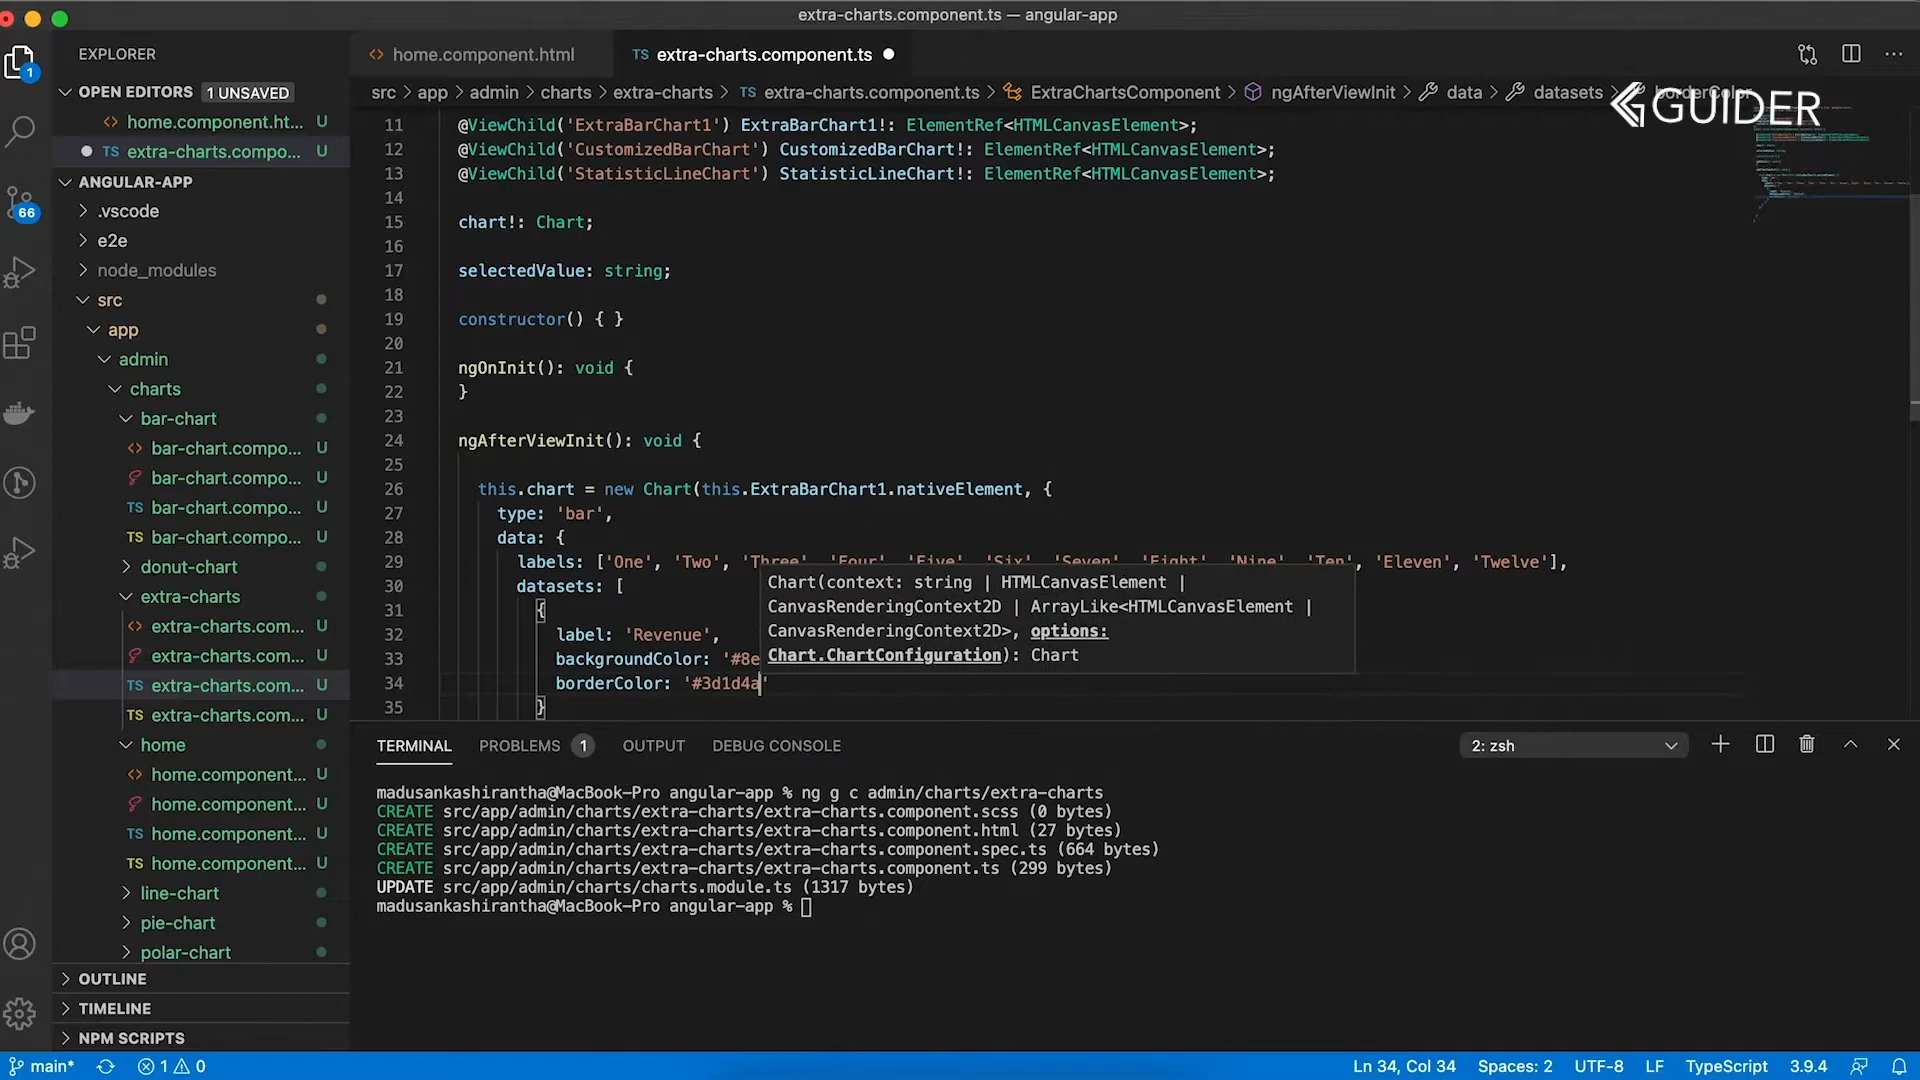 extra-charts.component.ts — angular-app
EXPLORER
OPEN EDITORS 1 UNSAVED
<> home.component.ht... U
● TS extra-charts.compo... U
ANGULAR-APP
.vscode
e2e
node_modules
src
app
admin
charts
bar-chart
<> bar-chart.compo... U
bar-chart.compo... U
TS bar-chart.compo... U
TS bar-chart.compo... U
donut-chart
extra-charts
<> extra-charts.com... U
extra-charts.com... U
TS extra-charts.com... U
TS extra-charts.com... U
home
<> home.component... U
home.component... U
TS home.component... U
TS home.component... U
line-chart
pie-chart
polar-chart
OUTLINE
TIMELINE
NPM SCRIPTS
1
66
<> home.component.html TS extra-charts.component.ts ●
src > app > admin > charts > extra-charts > TS extra-charts.component.ts > ExtraChartsComponent > ngAfterViewInit > data > datasets > borderColor
GUIDER
11 @ViewChild('ExtraBarChart1') ExtraBarChart1!: ElementRef<HTMLCanvasElement>;
12 @ViewChild('CustomizedBarChart') CustomizedBarChart!: ElementRef<HTMLCanvasElement>;
13 @ViewChild('StatisticLineChart') StatisticLineChart!: ElementRef<HTMLCanvasElement>;
14
15 chart!: Chart;
16
17 selectedValue: string;
18
19 constructor() { }
20
21 ngOnInit(): void {
22 }
23
24 ngAfterViewInit(): void {
25
26 this.chart = new Chart(this.ExtraBarChart1.nativeElement, {
27 type: 'bar',
28 data: {
29 labels: ['One', 'Two', 'Three', 'Four', 'Five', 'Six', 'Seven', 'Eight', 'Nine', 'Ten', 'Eleven', 'Twelve'],
30 datasets: [
31 {
32 label: 'Revenue',
33 backgroundColor: '#8e
34 borderColor: '#3d1d4a'
35 }
Chart(context: string | HTMLCanvasElement |
CanvasRenderingContext2D | ArrayLike<HTMLCanvasElement |
CanvasRenderingContext2D>, options:
Chart.ChartConfiguration): Chart
TERMINAL PROBLEMS 1 OUTPUT DEBUG CONSOLE 2: zsh
madusankashirantha@MacBook-Pro angular-app % ng g c admin/charts/extra-charts
CREATE src/app/admin/charts/extra-charts/extra-charts.component.scss (0 bytes)
CREATE src/app/admin/charts/extra-charts/extra-charts.component.html (27 bytes)
CREATE src/app/admin/charts/extra-charts/extra-charts.component.spec.ts (664 bytes)
CREATE src/app/admin/charts/extra-charts/extra-charts.component.ts (299 bytes)
UPDATE src/app/admin/charts/charts.module.ts (1317 bytes)
madusankashirantha@MacBook-Pro angular-app %
main* 1 0 Ln 34, Col 34 Spaces: 2 UTF-8 LF TypeScript 3.9.4